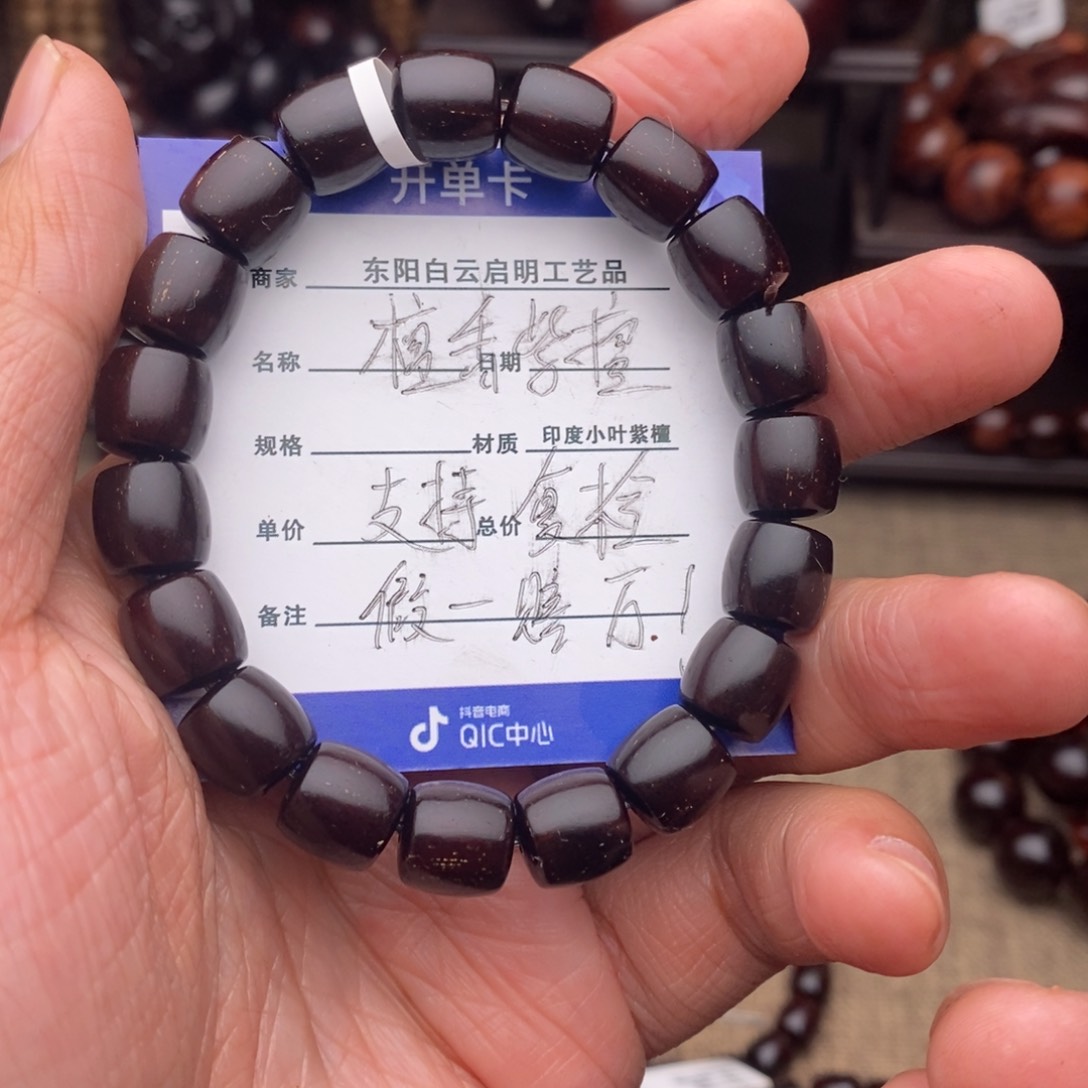 开单卡
商家 东阳白云启明工艺品
檀香紫檀
名称 日期
规格 材质 印度小叶紫檀
支持复检
单价 总价
假一赔万!
备注
抖音电商
QIC中心